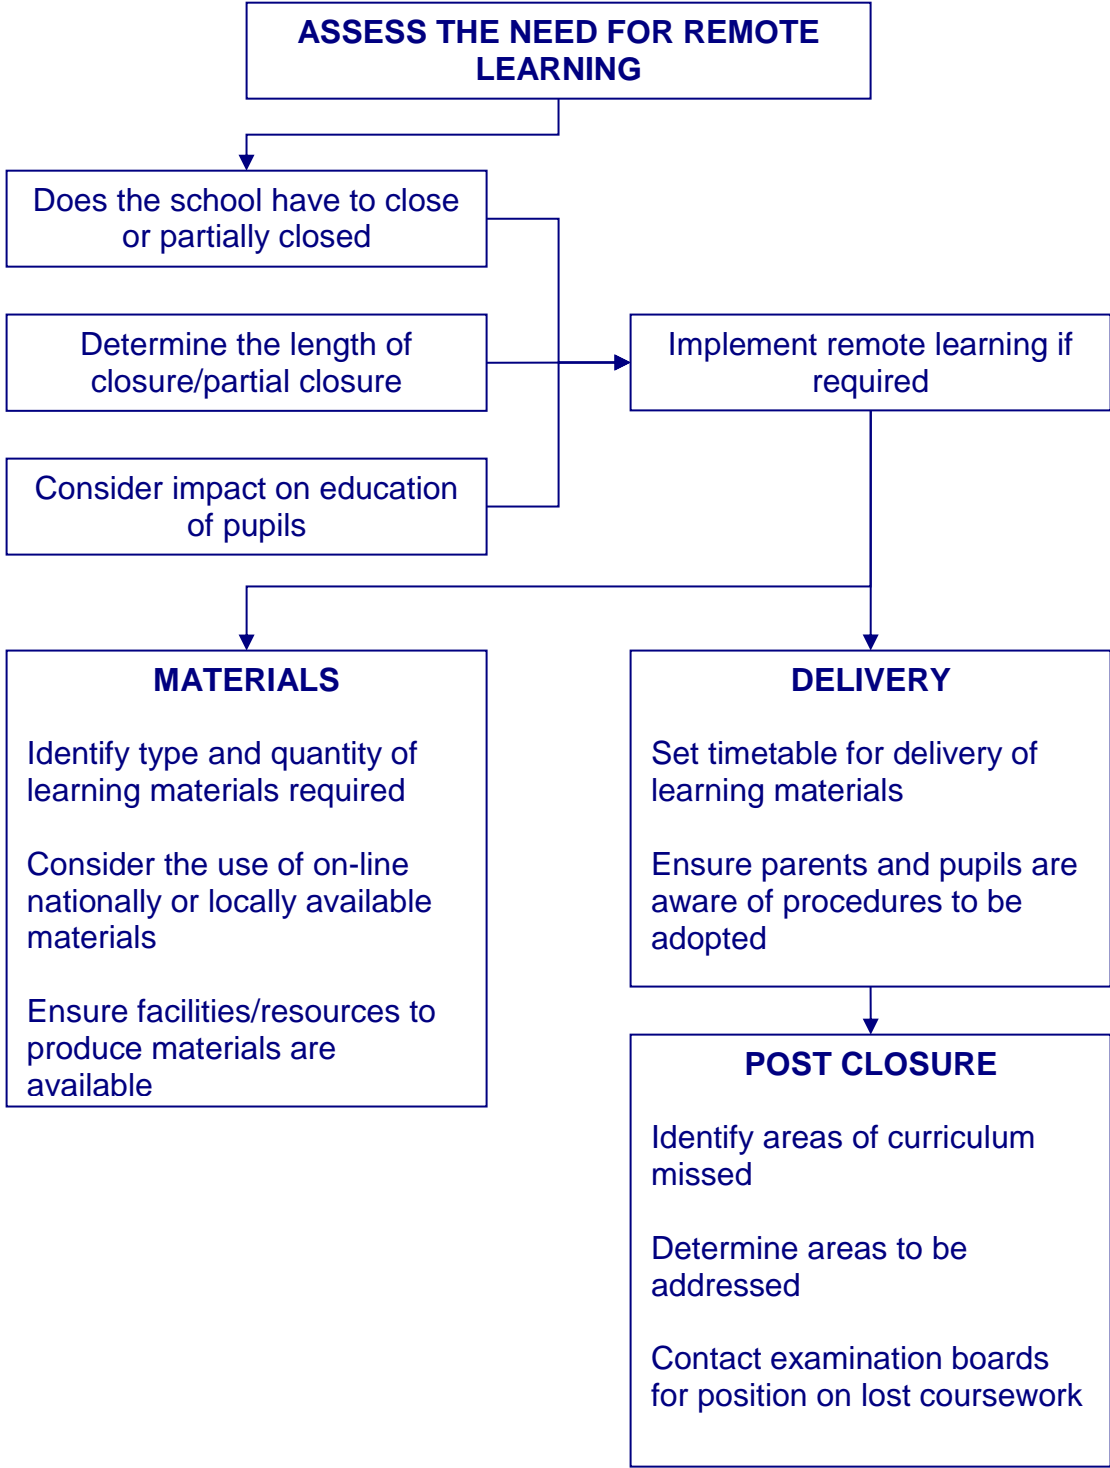 ASSESS THE NEED FOR REMOTE
LEARNING
Does the school have to close
or partially closed
Determine the length of
closure/partial closure
Implement remote learning if
required
Consider impact on education
of pupils
MATERIALS
Identify type and quantity of
learning materials required
Consider the use of on-line
nationally or locally available
materials
Ensure facilities/resources to
produce materials are
available
DELIVERY
Set timetable for delivery of
learning materials
Ensure parents and pupils are
aware of procedures to be
adopted
POST CLOSURE
Identify areas of curriculum
missed
Determine areas to be
addressed
Contact examination boards
for position on lost coursework